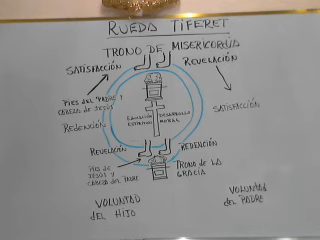 RUEDA TIFERET
TRONO DE MISERICORDIA
SATISFACCIÓN
REVELACIÓN
PIES DEL PADRE Y
CABEZA DE JESÚS
SATISFACCIÓN
REDENCIÓN
DESARROLLO
MORAL
REVELACIÓN
REDENCIÓN
PIES DE
JESÚS Y
CABEZA DEL PADRE
TRONO DE LA
GRACIA
VOLUNTAD
DEL HIJO
VOLUNTAD
DEL PADRE